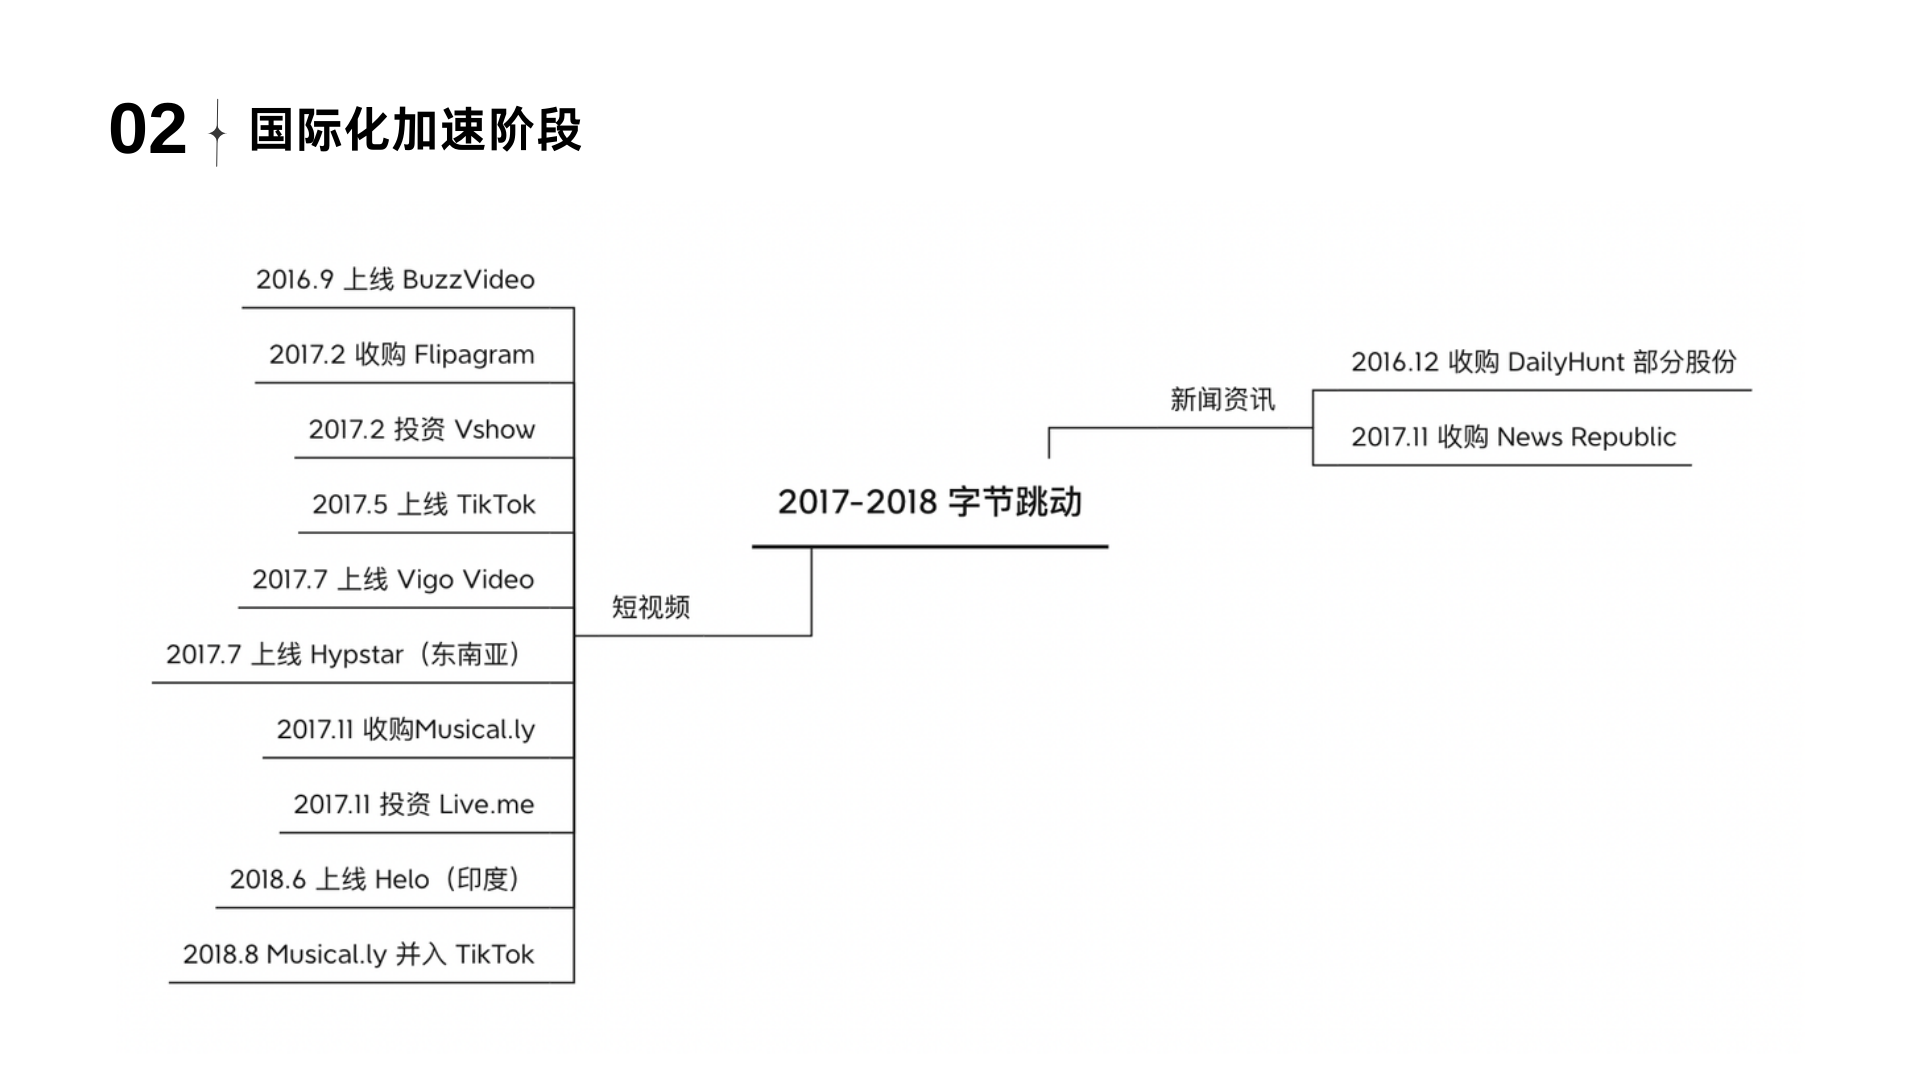 02 国际化加速阶段
2016.9 上线 BuzzVideo
2017.2 收购 Flipagram
2017.2 投资 Vshow
2017.5 上线 TikTok
2017.7 上线 Vigo Video
2017.7 上线 Hypstar（东南亚）
2017.11 收购Musical.ly
2017.11 投资 Live.me
2018.6 上线 Helo（印度）
2018.8 Musical.ly 并入 TikTok
短视频
2017-2018 字节跳动
新闻资讯
2016.12 收购 DailyHunt 部分股份
2017.11 收购 News Republic